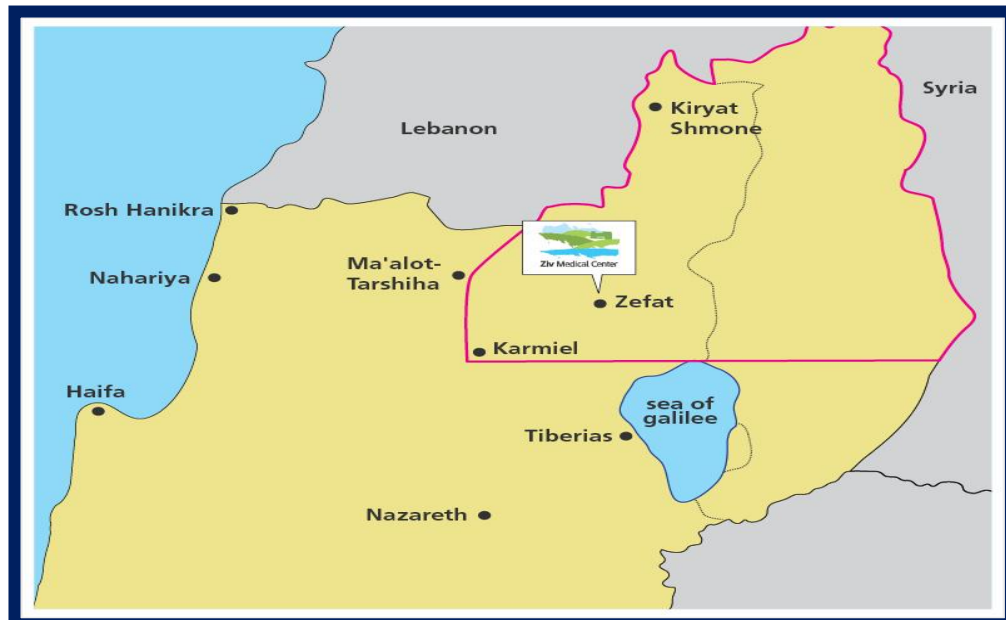 Syria
Kiryat
Shmone
Lebanon
Rosh Hanikra
Ziv Medical Center
Ma'alot-
Tarshiha
Nahariya
Zefat
Karmiel
Haifa
sea of
galilee
Tiberias
Nazareth